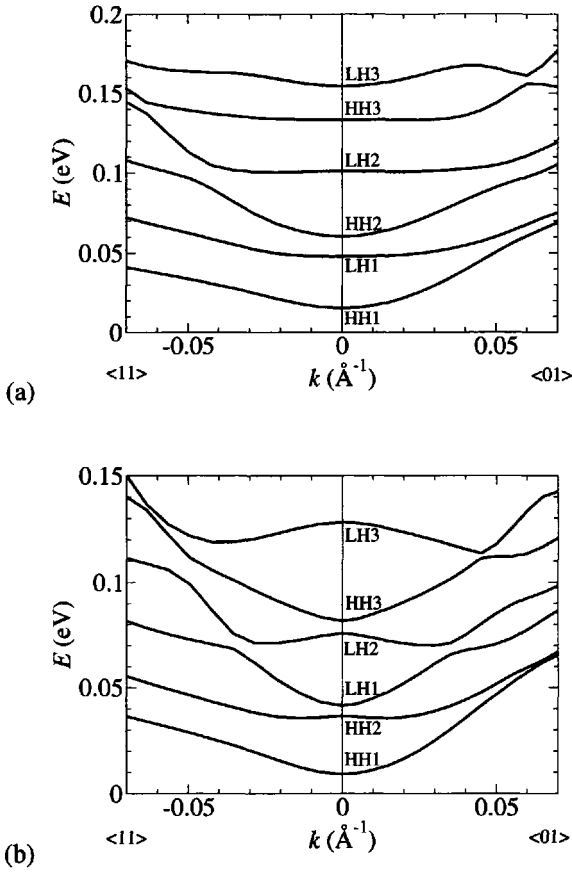 0.2
LH3
0.15
HH3
LH2
0.1
E (eV)
HH2
0.05
LH1
HH1
0
-0.05 0 0.05
<11> k (Å⁻¹) <01>
(a)
0.15
LH3
0.1
HH3
E (eV)
LH2
0.05
LH1
HH2
HH1
0
-0.05 0 0.05
<11> k (Å⁻¹) <01>
(b)